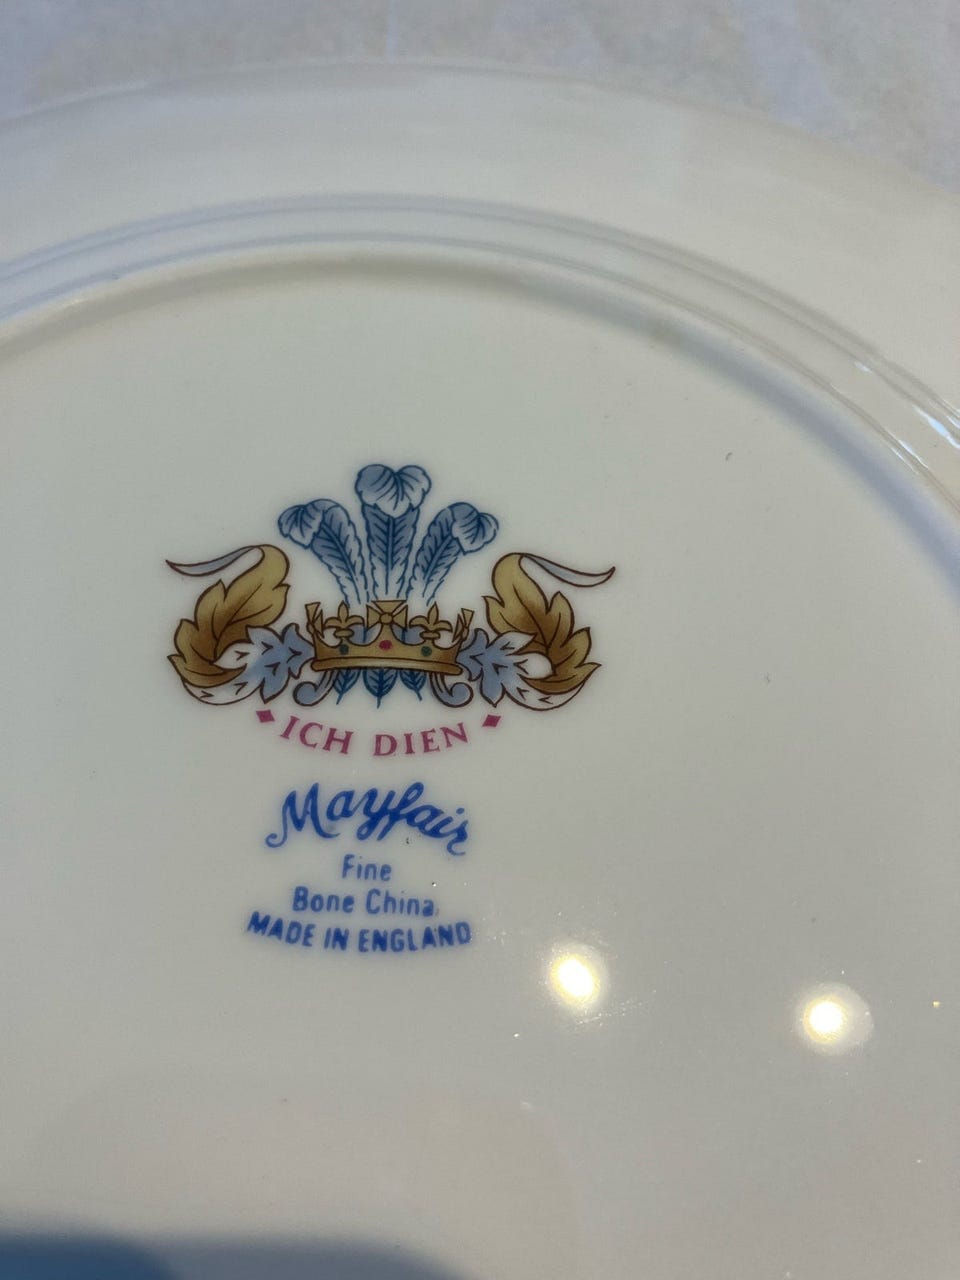 ICH DIEN
Mayfair
Fine
Bone China
MADE IN ENGLAND